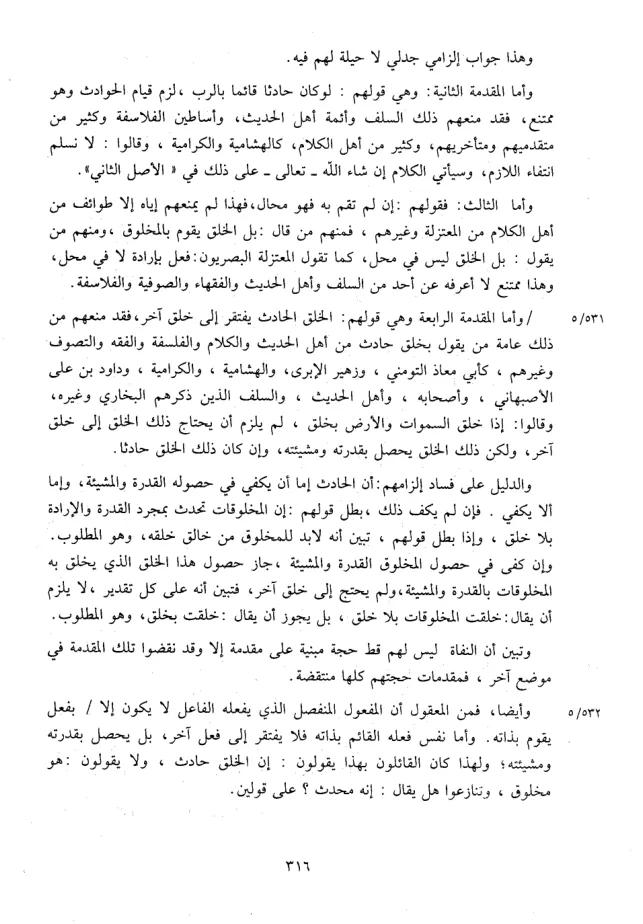 وهذا جواب إلزامي جدلي لا حيلة لهم فيه.
وأما المقدمة الثانية: وهي قولهم : لوكان حادثا قائما بالرب، لزم قيام الحوادث وهو
ممتنع، فقد منعهم ذلك السلف وأئمة أهل الحديث، وأساطين الفلاسفة وكثير من
متقدميهم ومتأخريهم، وكثير من أهل الكلام، كالهشامية والكرامية ، وقالوا : لا نسلم
انتفاء اللازم، وسيأتي الكلام إن شاء الله ـ تعالى ـ على ذلك في « الأصل الثاني».
وأما الثالث: فقولهم :إن لم تقم به فهو محال،فهذا لم يمنعهم إياه إلا طوائف من
أهل الكلام من المعتزلة وغيرهم ، فمنهم من قال :بل الخلق يقوم بالمخلوق ،ومنهم من
يقول : بل الخلق ليس في محل، كما تقول المعتزلة البصريون:فعل بإرادة لا في محل،
وهذا ممتنع لا أعرفه عن أحد من السلف وأهل الحديث والفقهاء والصوفية والفلاسفة.
٥/٥٣١ / وأما المقدمة الرابعة وهي قولهم: الخلق الحادث يفتقر إلى خلق آخر،فقد منعهم من
ذلك عامة من يقول بخلق حادث من أهل الحديث والكلام والفلسفة والفقه والتصوف
وغيرهم ، كأبي معاذ التومني ، وزهير الإبرى، والهشامية ، والكرامية ، وداود بن على
الأصبهاني ، وأصحابه ، وأهل الحديث ، والسلف الذين ذكرهم البخاري وغيره،
وقالوا: إذا خلق السموات والأرض بخلق ، لم يلزم أن يحتاج ذلك الخلق إلى خلق
آخر، ولكن ذلك الخلق يحصل بقدرته ومشيئته، وإن كان ذلك الخلق حادثا.
والدليل على فساد إلزامهم:أن الحادث إما أن يكفي في حصوله القدرة والمشيئة، وإما
ألا يكفي . فإن لم يكف ذلك ،بطل قولهم : إن المخلوقات تحدث بمجرد القدرة والإرادة
بلا خلق ، وإذا بطل قولهم ، تبين أنه لابد للمخلوق من خالق خلقه، وهو المطلوب.
وإن كفى في حصول المخلوق القدرة والمشيئة ، جاز حصول هذا الخلق الذي يخلق به
المخلوقات بالقدرة والمشيئة،ولم يحتج إلى خلق آخر، فتبين أنه على كل تقدير ،لا يلزم
أن يقال:خلقت المخلوقات بلا خلق ، بل يجوز أن يقال :خلقت بخلق، وهو المطلوب.
وتبين أن النفاة ليس لهم قط حجة مبنية على مقدمة إلا وقد نقضوا تلك المقدمة في
موضع آخر ، فمقدمات حجتهم كلها منتقضة.
٥/٥٣٢ وأيضا، فمن المعقول أن المفعول المنفصل الذي يفعله الفاعل لا يكون إلا / بفعل
يقوم بذاته. وأما نفس فعله القائم بذاته فلا يفتقر إلى فعل آخر، بل يحصل بقدرته
ومشيئته؛ ولهذا كان القائلون بهذا يقولون : إن الخلق حادث ، ولا يقولون :هو
مخلوق ، وتنازعوا هل يقال : إنه محدث ؟ على قولين.
٣١٦